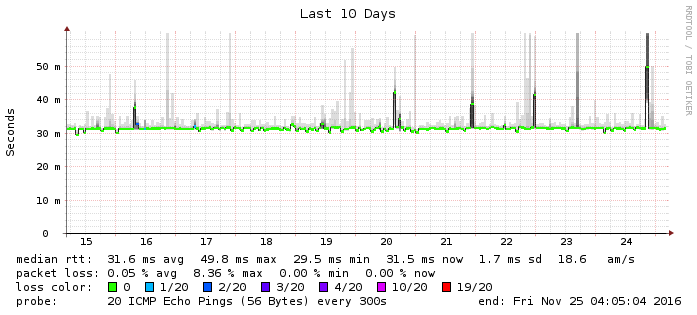 Last 10 Days
RRDTOOL / TOBI OETIKER
Seconds
50 m
40 m
30 m
20 m
10 m
0
15 16 17 18 19 20 21 22 23 24
median rtt: 31.6 ms avg 49.8 ms max 29.5 ms min 31.5 ms now 1.7 ms sd 18.6 am/s
packet loss: 0.05 % avg 8.36 % max 0.00 % min 0.00 % now
loss color: 0 1/20 2/20 3/20 4/20 10/20 19/20
probe: 20 ICMP Echo Pings (56 Bytes) every 300s end: Fri Nov 25 04:05:04 2016